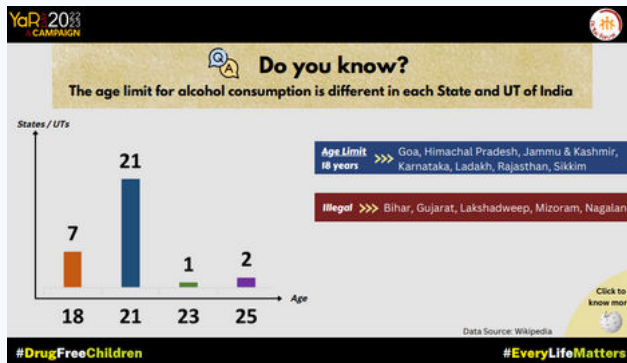 YaR 2022
2023
CAMPAIGN
Q
A
Do you know?
The age limit for alcohol consumption is different in each State and UT of India
States / UTs
7
21
1
2
18
21
23
25
Age
Age Limit
18 years
>>>
Goa, Himachal Pradesh, Jammu & Kashmir,
Karnataka, Ladakh, Rajasthan, Sikkim
Illegal >>> Bihar, Gujarat, Lakshadweep, Mizoram, Nagalan
Click to
know mor
Data Source: Wikipedia
#DrugFreeChildren
#EveryLifeMatters